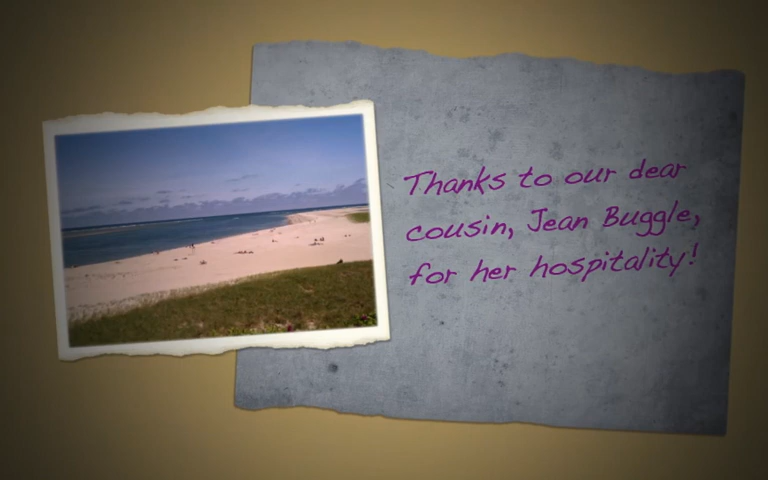 Thanks to our dear
cousin, Jean Buggle,
for her hospitality!